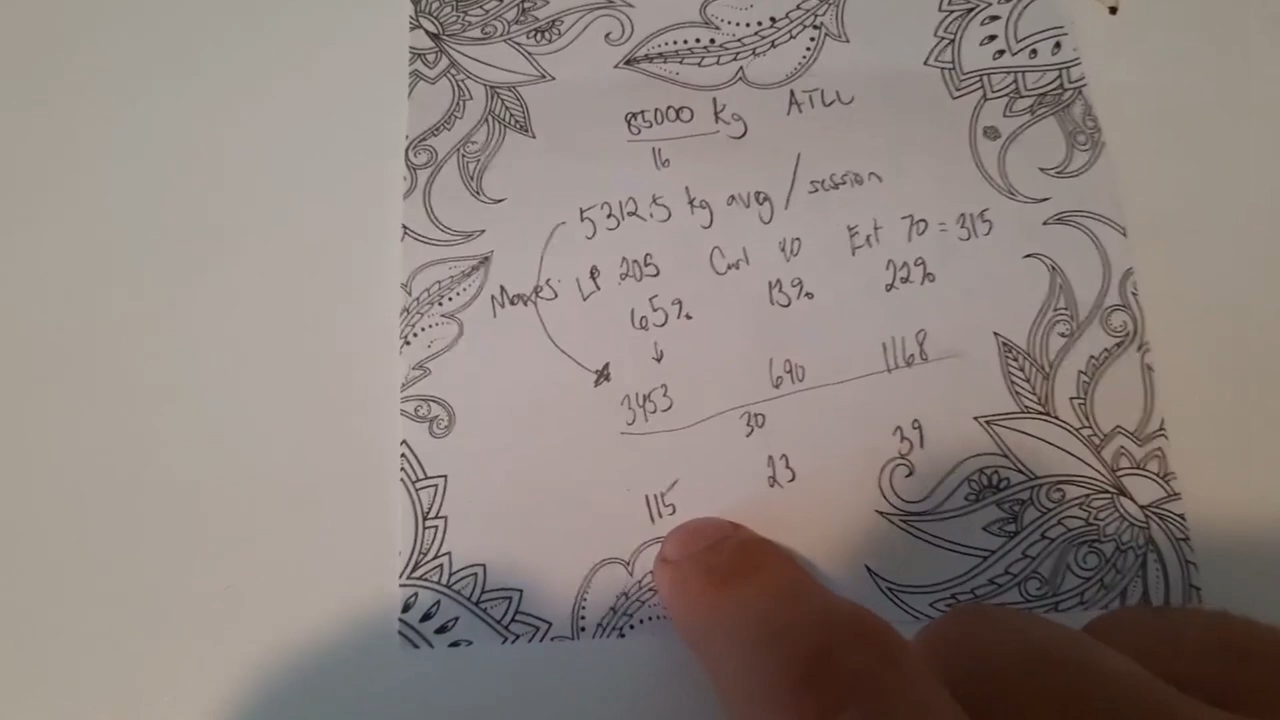 85000 kg ATLL
16
5312.5 kg avg / session
Maxes: LP 205 Curl 40 Ext 70 = 315
65% 13% 22%
3453 690 1168
30
115 23 39